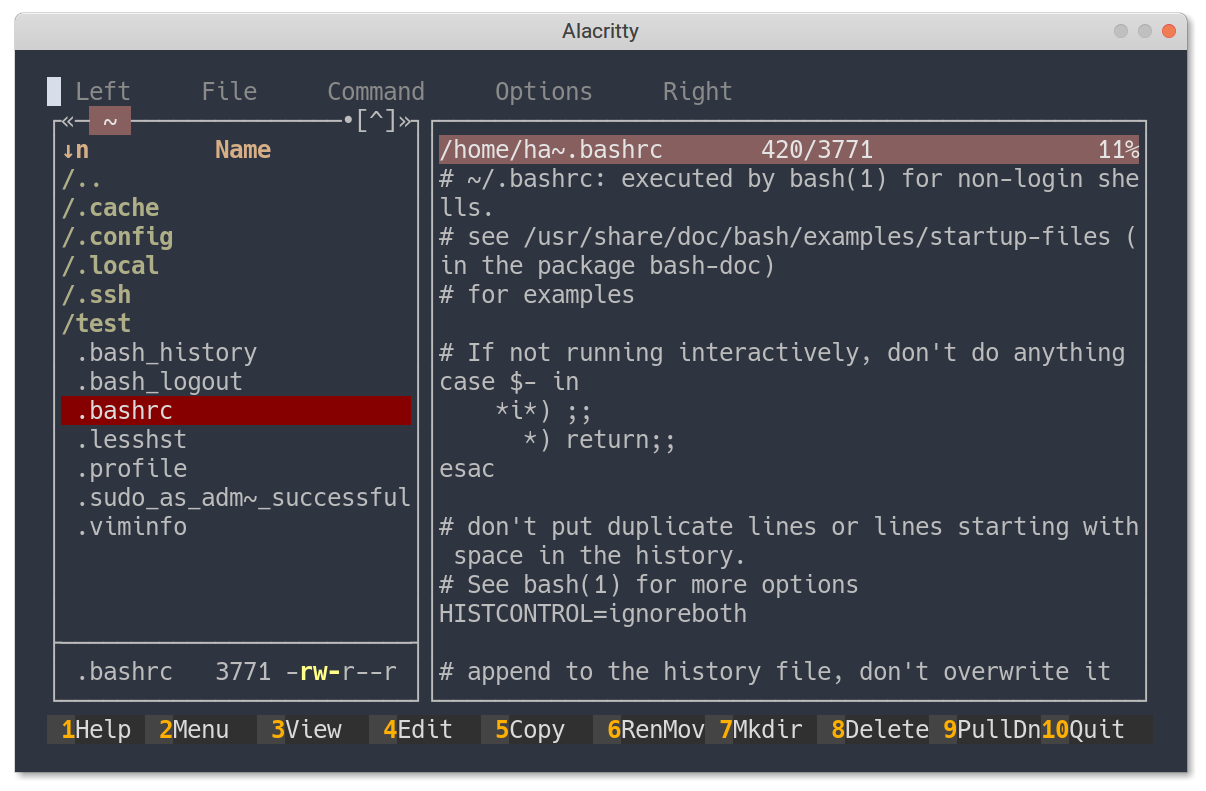 Alacritty
Left File Command Options Right
«─ ~ ─•[^]»
↓n Name
/..
/.cache
/.config
/.local
/.ssh
/test
.bash_history
.bash_logout
.bashrc
.lesshst
.profile
.sudo_as_adm~_successful
.viminfo
.bashrc 3771 -rw-r--r
/home/ha~.bashrc 420/3771 11%
# ~/.bashrc: executed by bash(1) for non-login she
lls.
# see /usr/share/doc/bash/examples/startup-files (
in the package bash-doc)
# for examples
# If not running interactively, don't do anything
case $- in
*i*) ;;
*) return;;
esac
# don't put duplicate lines or lines starting with
space in the history.
# See bash(1) for more options
HISTCONTROL=ignoreboth
# append to the history file, don't overwrite it
1Help 2Menu 3View 4Edit 5Copy 6RenMov 7Mkdir 8Delete 9PullDn 10Quit